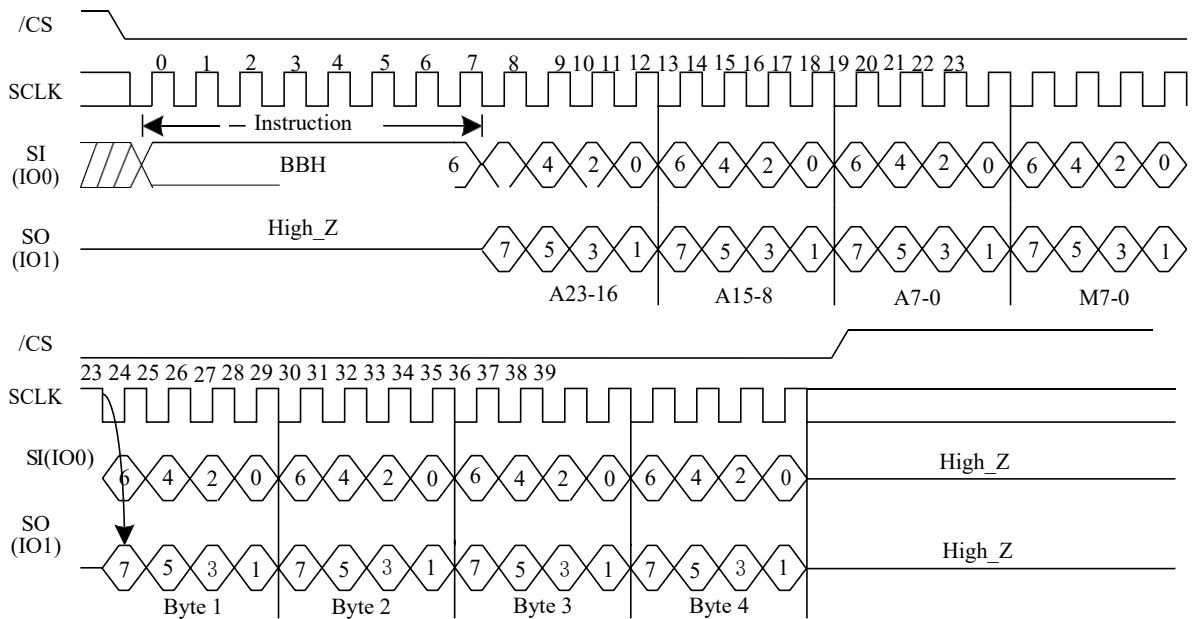 /CS
0 1 2 3 4 5 6 7 8 9 10 11 12 13 14 15 16 17 18 19 20 21 22 23
SCLK
Instruction
SI
(IO0)
BBH
6 4 2 0 6 4 2 0 6 4 2 0 6 4 2 0
High_Z
SO
(IO1)
7 5 3 1 7 5 3 1 7 5 3 1 7 5 3 1
A23-16 A15-8 A7-0 M7-0
/CS
23 24 25 26 27 28 29 30 31 32 33 34 35 36 37 38 39
SCLK
SI(IO0)
6 4 2 0 6 4 2 0 6 4 2 0 6 4 2 0
High_Z
SO
(IO1)
7 5 3 1 7 5 3 1 7 5 3 1 7 5 3 1
High_Z
Byte 1 Byte 2 Byte 3 Byte 4